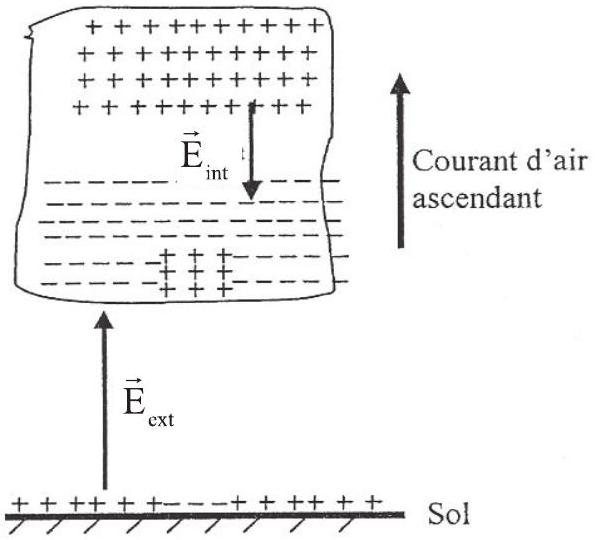 + + + + + + + + + +
+ + + + + + + + + +
+ + + + + + + + + +
+ + + + + + + + + + +
E int
Courant d'air
ascendant
+ + +
+ + +
+ + +
E ext
+ + + + + + − − − − + + + + + +
Sol